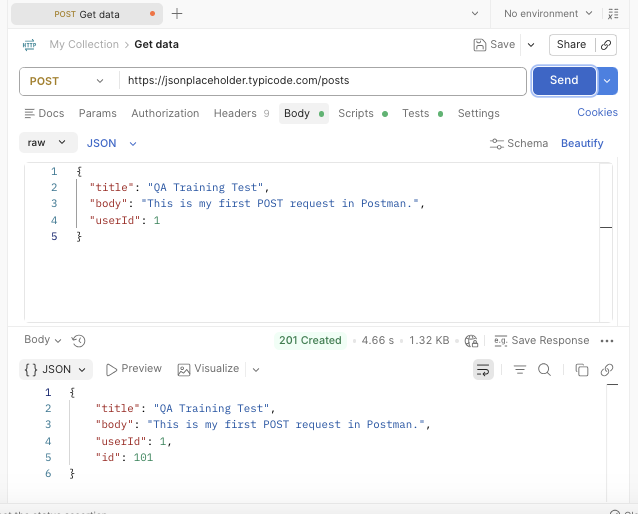 POST Get data
No environment
HTTP My Collection > Get data Save Share
POST https://jsonplaceholder.typicode.com/posts Send
Docs Params Authorization Headers 9 Body Scripts Tests Settings Cookies
raw JSON Schema Beautify
1 {
2 "title": "QA Training Test",
3 "body": "This is my first POST request in Postman.",
4 "userId": 1
5 }
Body 201 Created • 4.66 s • 1.32 KB e.g. Save Response
{} JSON Preview Visualize
1 {
2 "title": "QA Training Test",
3 "body": "This is my first POST request in Postman.",
4 "userId": 1,
5 "id": 101
6 }